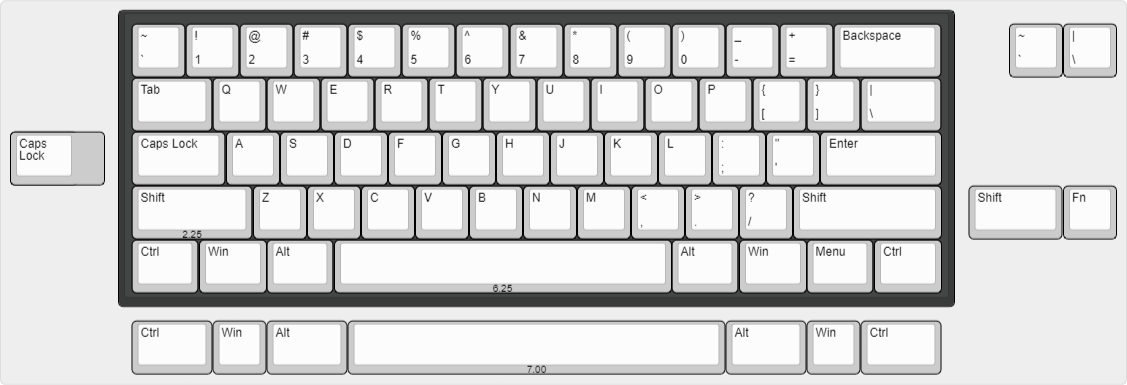 ~ ! @ # $ % ^ & * ( ) _ + Backspace
` 1 2 3 4 5 6 7 8 9 0 - =
~ |
` \
Tab Q W E R T Y U I O P { } |
[ ] \
Caps
Lock
Caps Lock A S D F G H J K L : " Enter
; '
Shift Z X C V B N M < > ? Shift
, . /
2.25
Shift Fn
Ctrl Win Alt Alt Win Menu Ctrl
6.25
Ctrl Win Alt Alt Win Ctrl
7.00